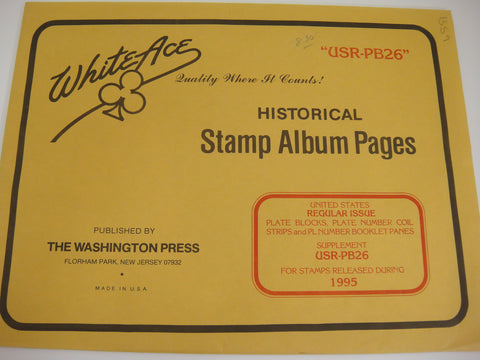 "USR-PB26"
8.50
White Ace
Quality Where It Counts!
HISTORICAL
Stamp Album Pages
PUBLISHED BY
THE WASHINGTON PRESS
FLORHAM PARK, NEW JERSEY 07932
MADE IN U.S.A.
UNITED STATES
REGULAR ISSUE
PLATE BLOCKS, PLATE NUMBER COIL
STRIPS and PL NUMBER BOOKLET PANES
SUPPLEMENT
USR-PB26
FOR STAMPS RELEASED DURING
1995